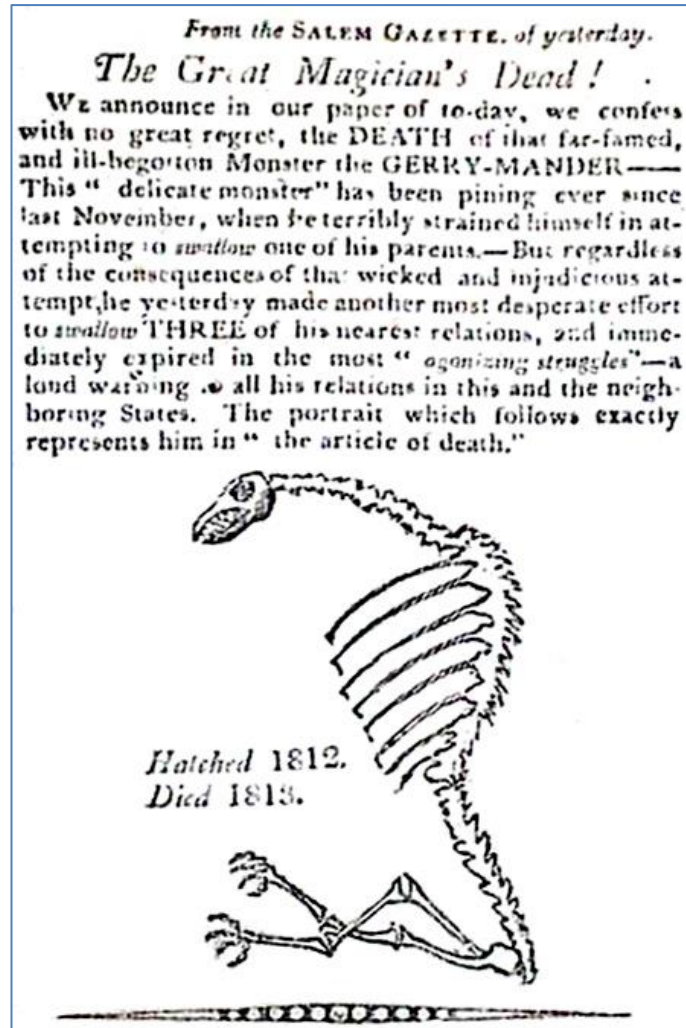 From the SALEM GAZETTE, of yesterday.
The Great Magician's Dead!
WE announce in our paper of to-day, we confess
with no great regret, the DEATH of that far-famed,
and ill-begotton Monster the GERRY-MANDER——
This " delicate monster" has been pining ever since
last November, when he terribly strained himself in at-
tempting to swallow one of his parents.—But regardless
of the consequences of that wicked and injudicious at-
tempt, he yesterday made another most desperate effort
to swallow THREE of his nearest relations, and imme-
diately expired in the most " agonizing struggles"—a
loud warning to all his relations in this and the neigh-
boring States. The portrait which follows exactly
represents him in " the article of death."
Hatched 1812.
Died 1813.